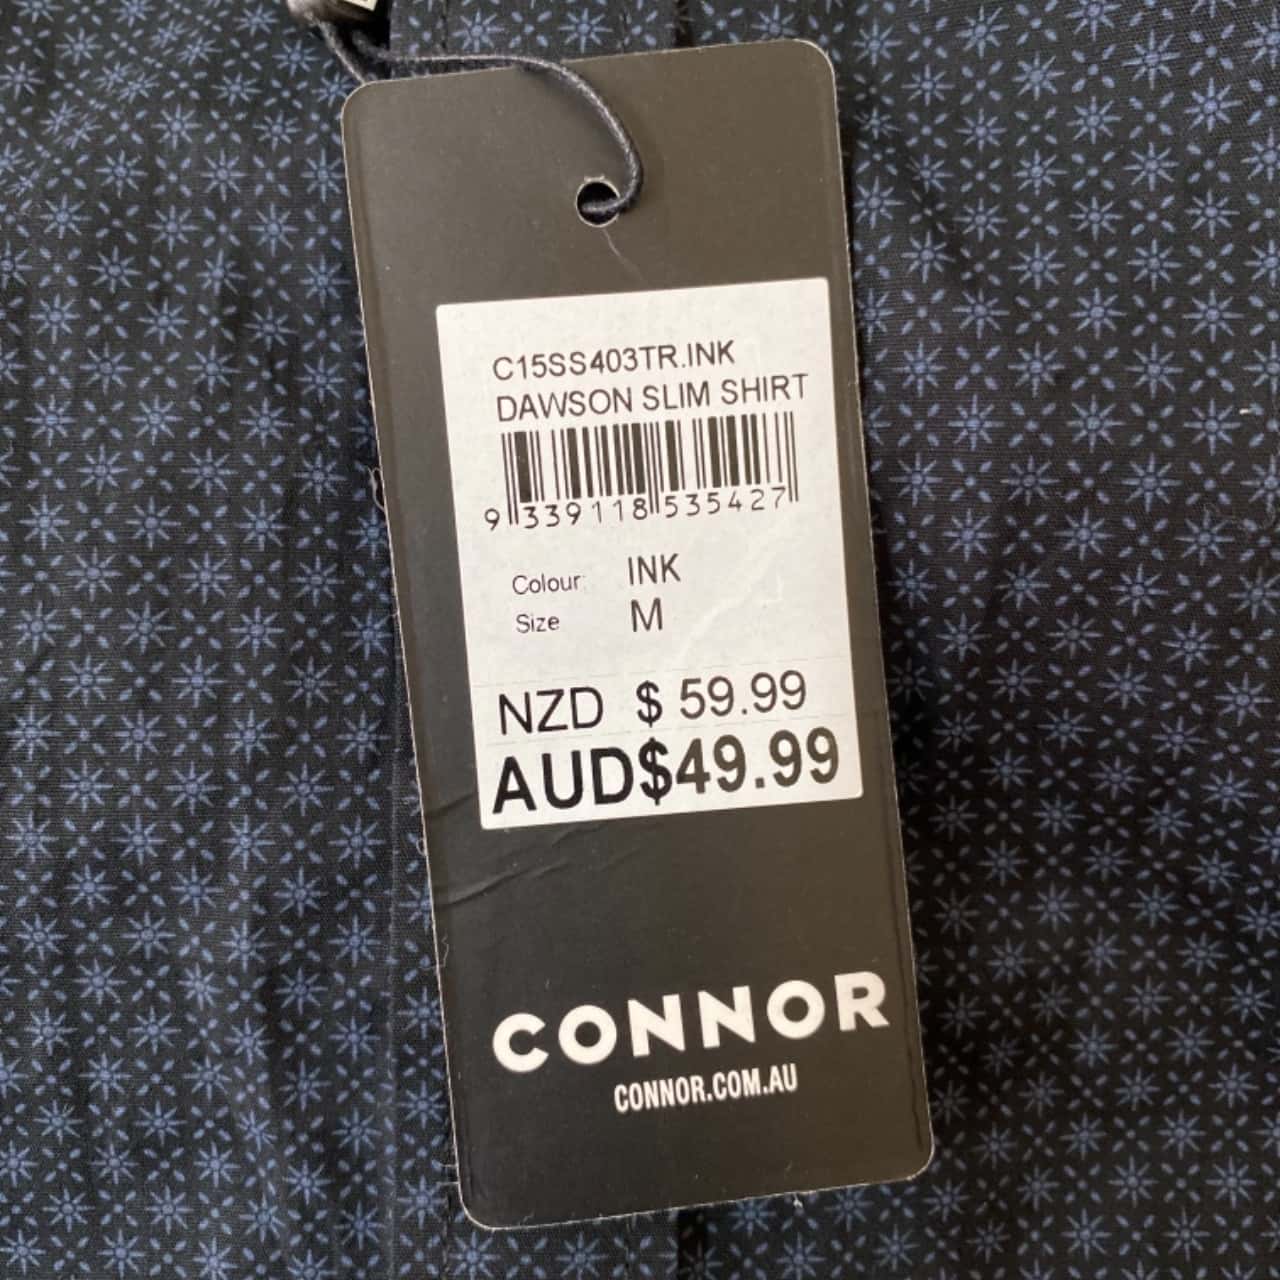 C15SS403TR.INK
DAWSON SLIM SHIRT
9 339118 535427
Colour: INK
Size M
NZD $ 59.99
AUD$49.99
CONNOR
CONNOR.COM.AU